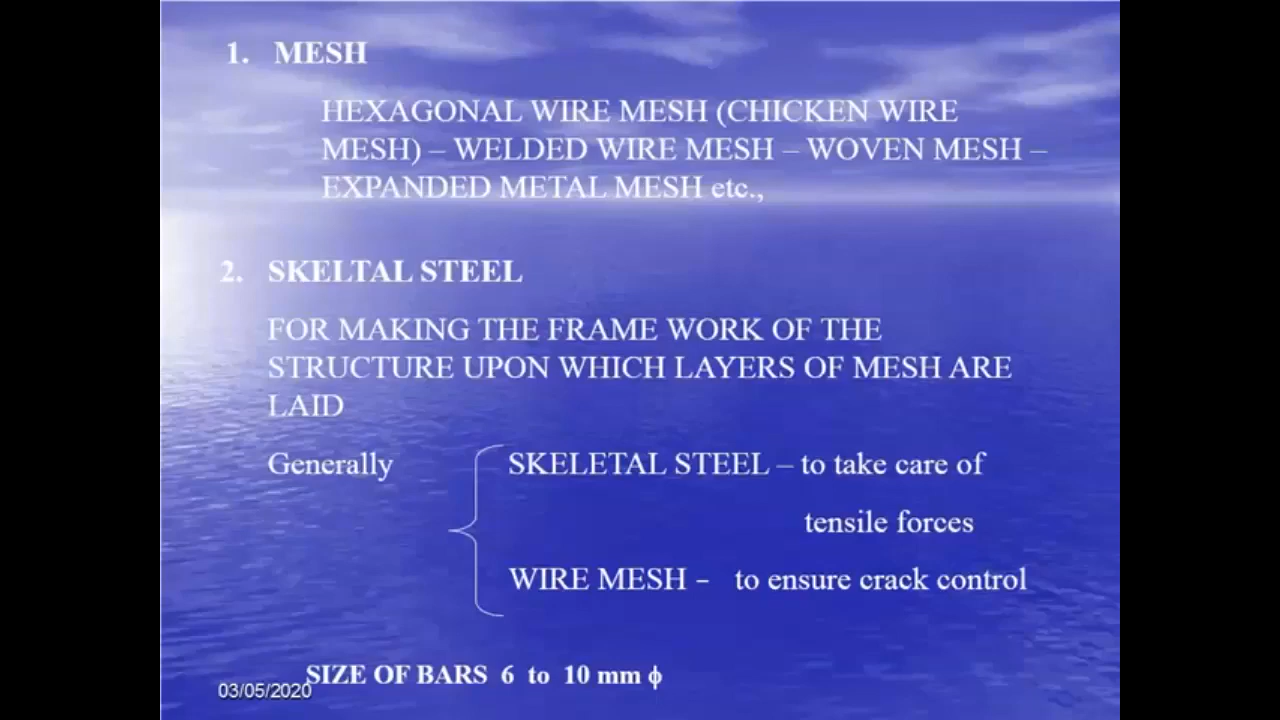 1. MESH
HEXAGONAL WIRE MESH (CHICKEN WIRE
MESH) – WELDED WIRE MESH – WOVEN MESH –
EXPANDED METAL MESH etc.,
2. SKELTAL STEEL
FOR MAKING THE FRAME WORK OF THE
STRUCTURE UPON WHICH LAYERS OF MESH ARE
LAID
Generally SKELETAL STEEL – to take care of
tensile forces
WIRE MESH – to ensure crack control
SIZE OF BARS 6 to 10 mm ϕ
03/05/2020